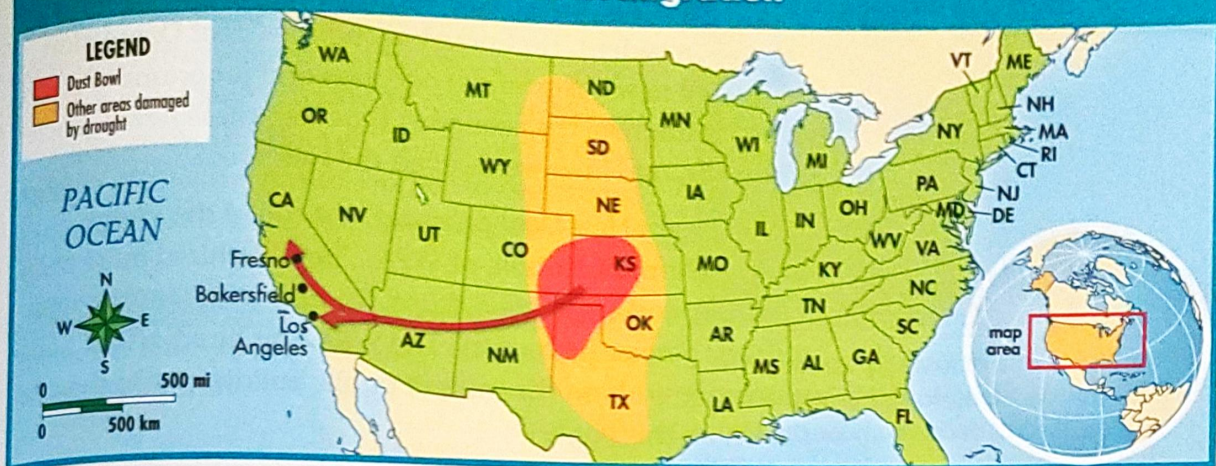 LEGEND
Dust Bowl
Other areas damaged
by drought
PACIFIC
OCEAN
N
W
E
S
0
500 mi
0
500 km
WA
OR
CA
ID
NV
MT
WY
UT
CO
AZ
NM
ND
SD
NE
KS
OK
TX
MN
IA
MO
AR
LA
WI
IL
MI
IN
OH
KY
TN
MS
AL
GA
FL
SC
NC
VA
WV
PA
NY
VT
ME
NH
MA
RI
CT
NJ
MD
DE
Fresno
Bakersfield
Los
Angeles
map
area